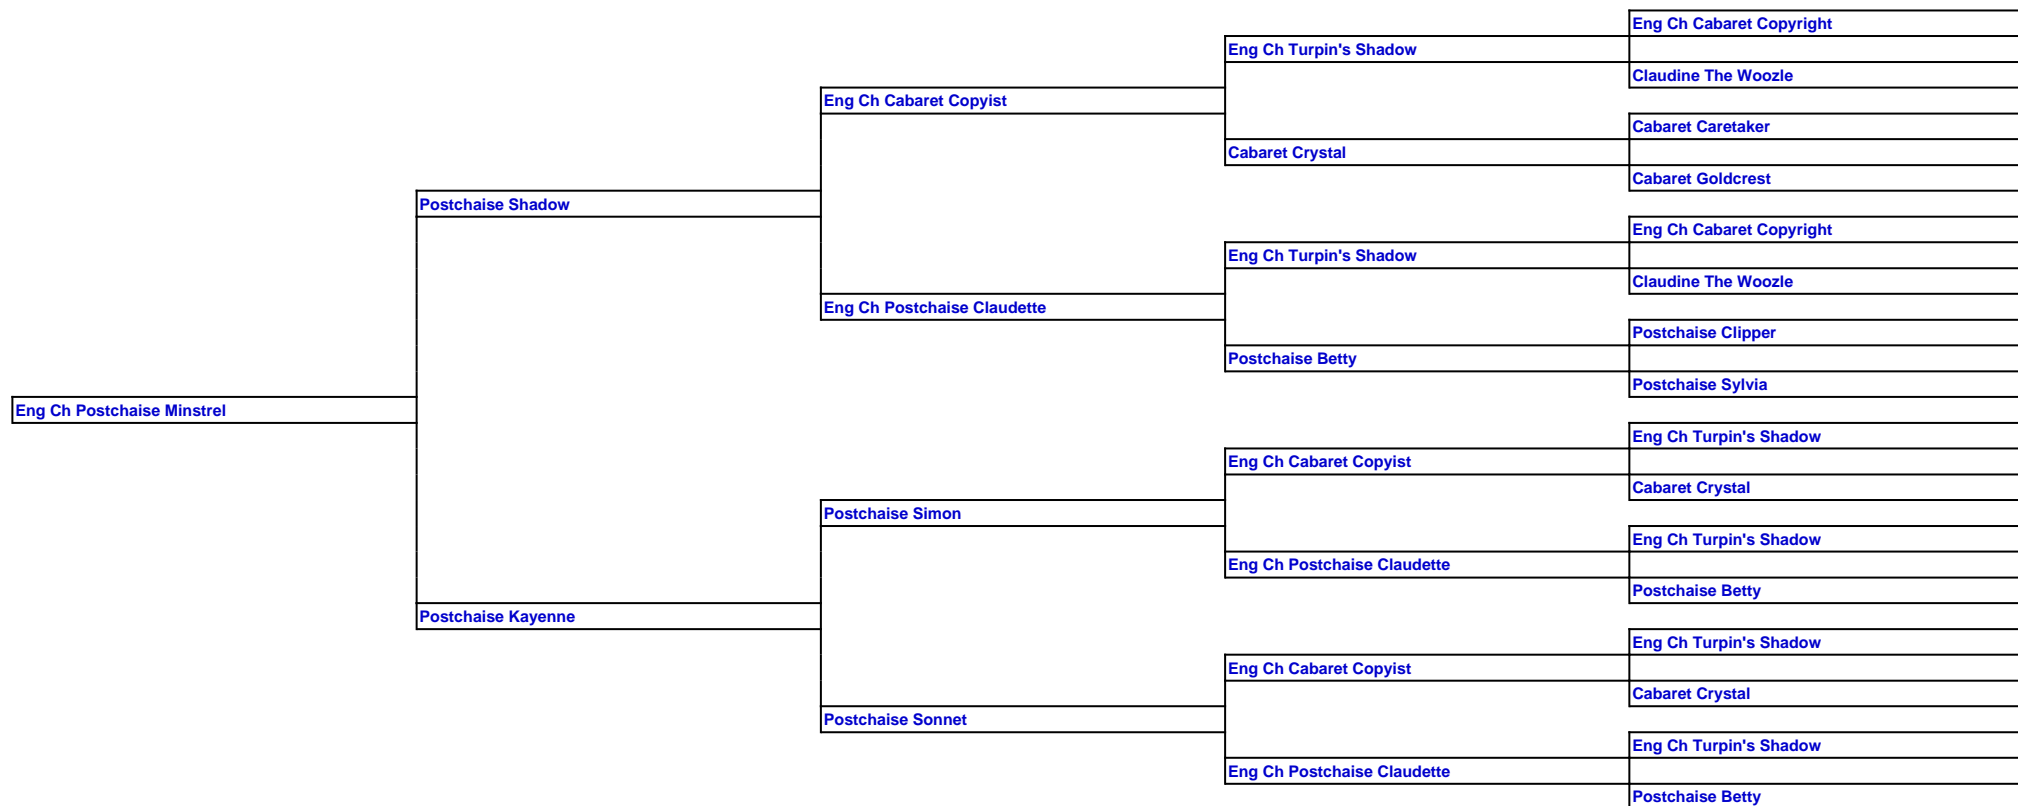 Eng Ch Cabaret Copyright
Eng Ch Turpin's Shadow
Claudine The Woozle
Eng Ch Cabaret Copyist
Cabaret Caretaker
Cabaret Crystal
Cabaret Goldcrest
Postchaise Shadow
Eng Ch Cabaret Copyright
Eng Ch Turpin's Shadow
Claudine The Woozle
Eng Ch Postchaise Claudette
Postchaise Clipper
Postchaise Betty
Postchaise Sylvia
Eng Ch Postchaise Minstrel
Eng Ch Turpin's Shadow
Eng Ch Cabaret Copyist
Cabaret Crystal
Postchaise Simon
Eng Ch Turpin's Shadow
Eng Ch Postchaise Claudette
Postchaise Betty
Postchaise Kayenne
Eng Ch Turpin's Shadow
Eng Ch Cabaret Copyist
Cabaret Crystal
Postchaise Sonnet
Eng Ch Turpin's Shadow
Eng Ch Postchaise Claudette
Postchaise Betty